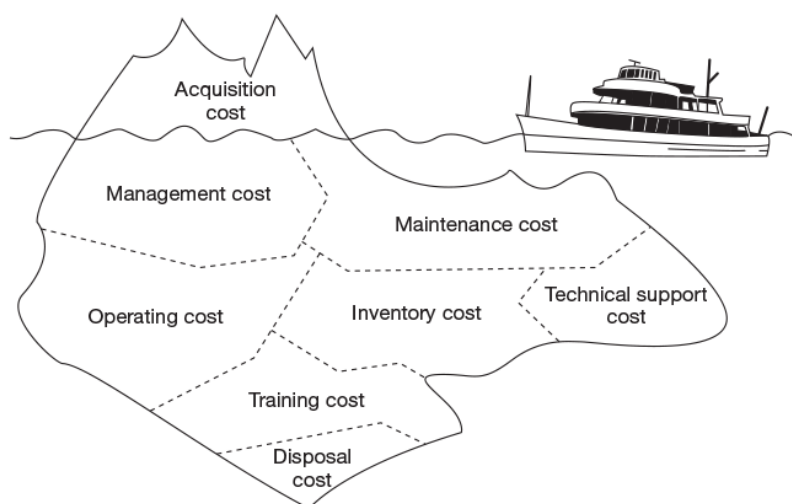 Acquisition
cost
Management cost
Maintenance cost
Operating cost
Inventory cost
Technical support
cost
Training cost
Disposal
cost